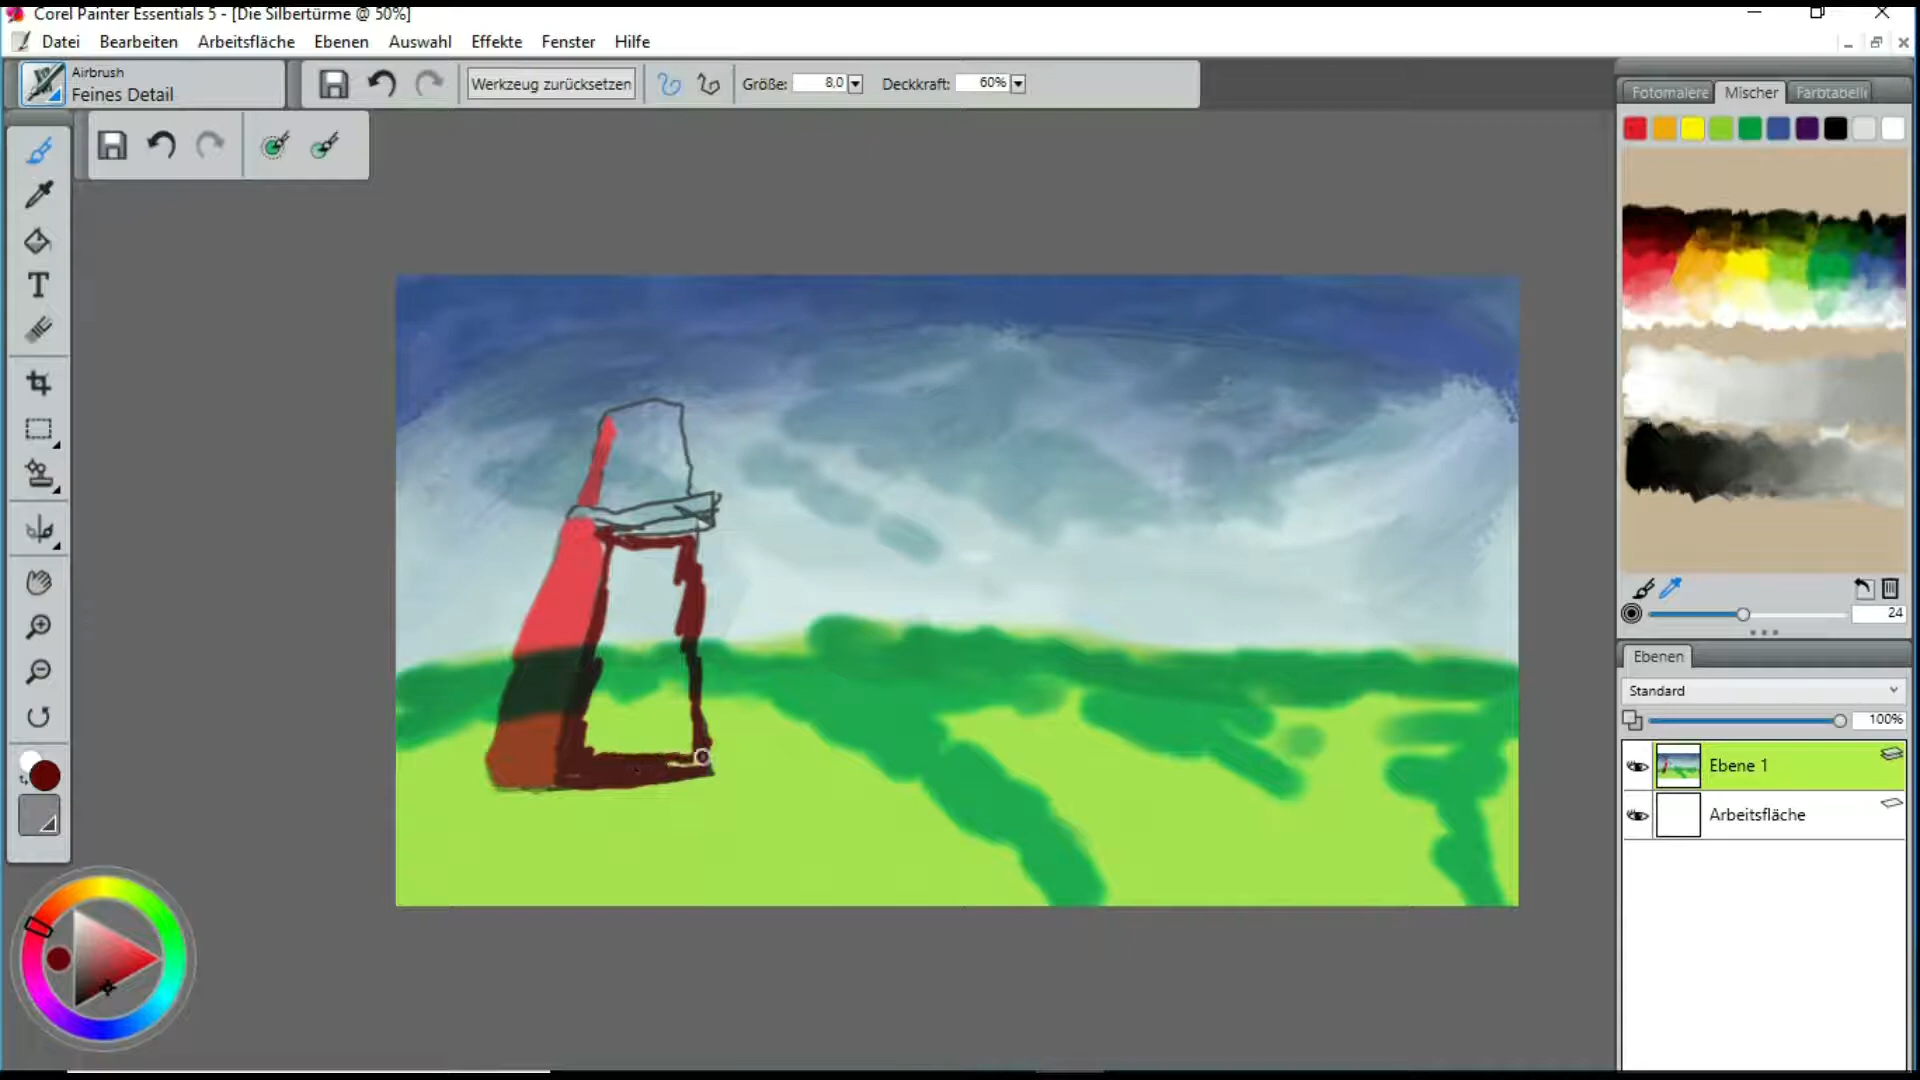 Corel Painter Essentials 5 - [Die Silbertürme @ 50%]
Datei Bearbeiten Arbeitsfläche Ebenen Auswahl Effekte Fenster Hilfe
Airbrush
Feines Detail
Werkzeug zurücksetzen
Größe: 8,0
Deckkraft: 60%
Fotomalere Mischer Farbtabelle
24
Ebenen
Standard
100%
Ebene 1
Arbeitsfläche